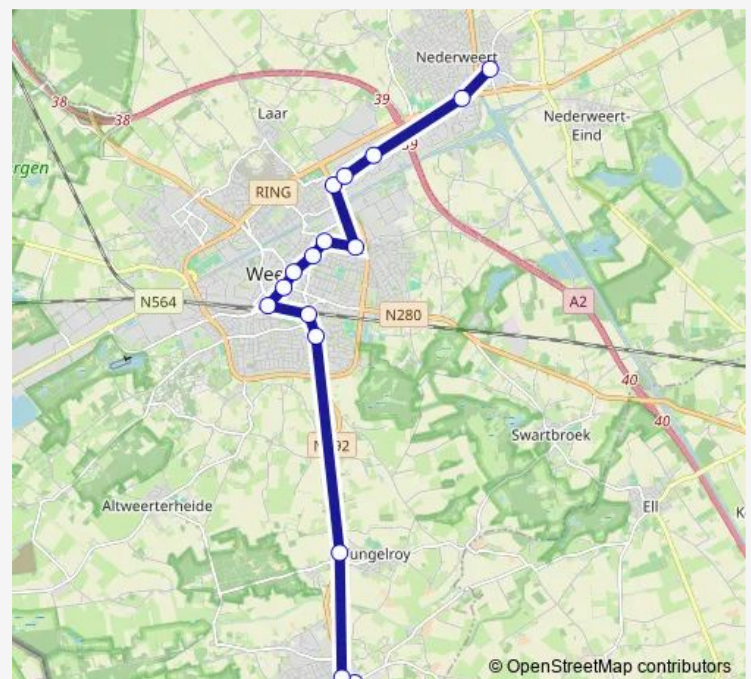 Nederweert
38
38
39
Laar
Nederweert-
Eind
39
rgen
RING
Wee
N564
N280
A2
40
40
N 92
Swartbroek
Altweerterheide
Ell
K
ungelroy
© OpenStreetMap contributors